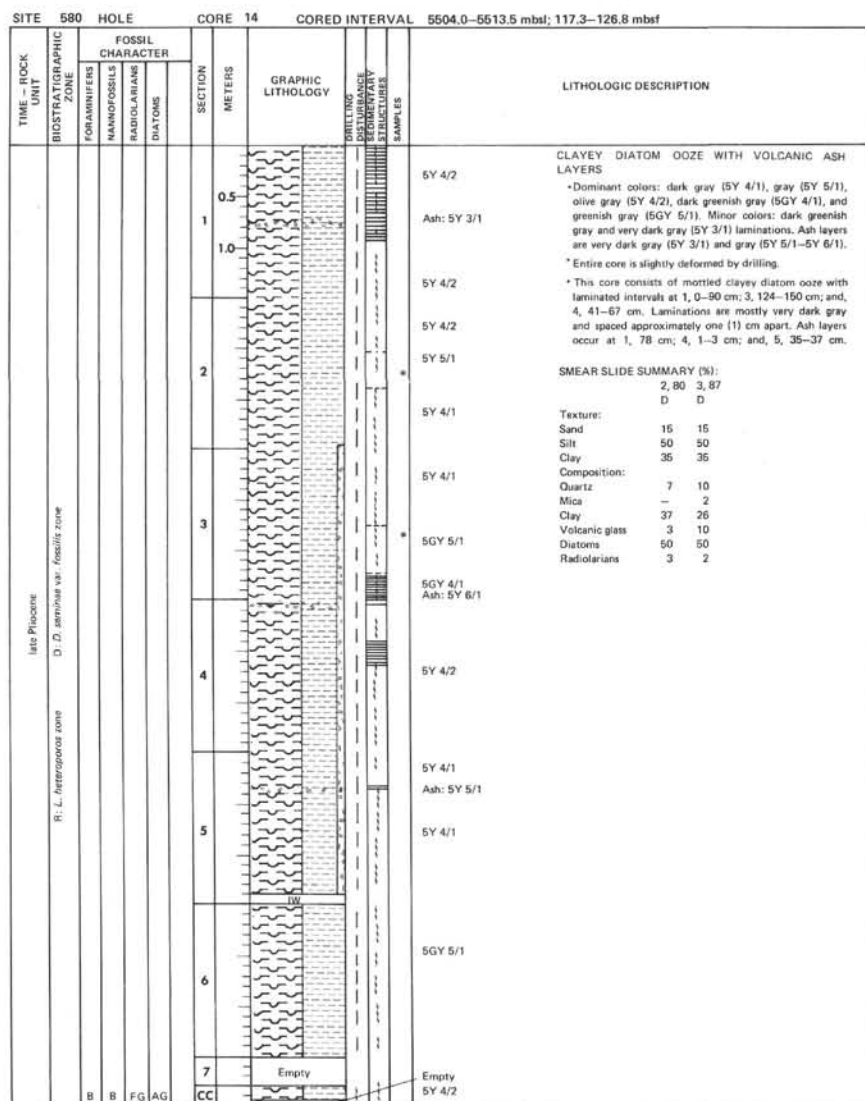 SITE 580 HOLE CORE 14 CORED INTERVAL 5504.0–5513.5 mbsl; 117.3–126.8 mbsf
TIME – ROCK UNIT
BIOSTRATIGRAPHIC ZONE
FOSSIL CHARACTER
FORAMINIFERS
NANNOFOSSILS
RADIOLARIANS
DIATOMS
SECTION
METERS
GRAPHIC LITHOLOGY
DRILLING DISTURBANCE
SEDIMENTARY STRUCTURES
SAMPLES
LITHOLOGIC DESCRIPTION
late Pliocene
R: L. heteroporos zone
D: D. seminae var. fossilis zone
B B FG AG
1
0.5
1.0
2
3
4
5
IW
6
7
Empty
CC
5Y 4/2
Ash: 5Y 3/1
5Y 4/2
5Y 4/2
5Y 5/1
*
5Y 4/1
5Y 4/1
*
5GY 5/1
5GY 4/1
Ash: 5Y 6/1
5Y 4/2
5Y 4/1
Ash: 5Y 5/1
5Y 4/1
5GY 5/1
Empty
5Y 4/2
CLAYEY DIATOM OOZE WITH VOLCANIC ASH
LAYERS
•Dominant colors: dark gray (5Y 4/1), gray (5Y 5/1),
olive gray (5Y 4/2), dark greenish gray (5GY 4/1), and
greenish gray (5GY 5/1). Minor colors: dark greenish
gray and very dark gray (5Y 3/1) laminations. Ash layers
are very dark gray (5Y 3/1) and gray (5Y 5/1–5Y 6/1).
• Entire core is slightly deformed by drilling.
• This core consists of mottled clayey diatom ooze with
laminated intervals at 1, 0–90 cm; 3, 124–150 cm; and,
4, 41–67 cm. Laminations are mostly very dark gray
and spaced approximately one (1) cm apart. Ash layers
occur at 1, 78 cm; 4, 1–3 cm; and, 5, 35–37 cm.
SMEAR SLIDE SUMMARY (%):
2, 80 3, 87
D D
Texture:
Sand 15 15
Silt 50 50
Clay 35 35
Composition:
Quartz 7 10
Mica – 2
Clay 37 26
Volcanic glass 3 10
Diatoms 50 50
Radiolarians 3 2